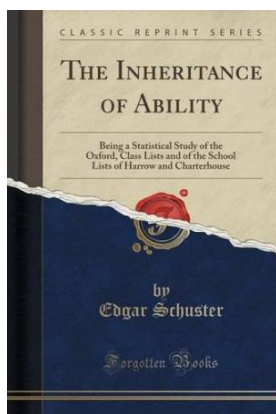 CLASSIC REPRINT SERIES
THE INHERITANCE
OF ABILITY
Being a Statistical Study of the
Oxford, Class Lists and of the School
Lists of Harrow and Charterhouse
by
Edgar Schuster
Forgotten Books